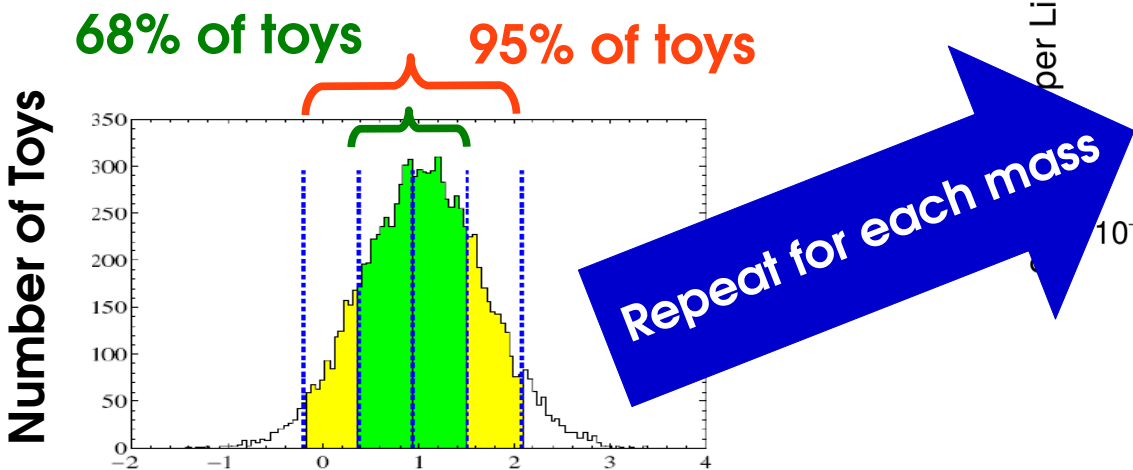 68% of toys
95% of toys
per Li
Number of Toys
350
300
250
200
150
100
50
0
−2 −1 0 1 2 3 4
Repeat for each mass
10